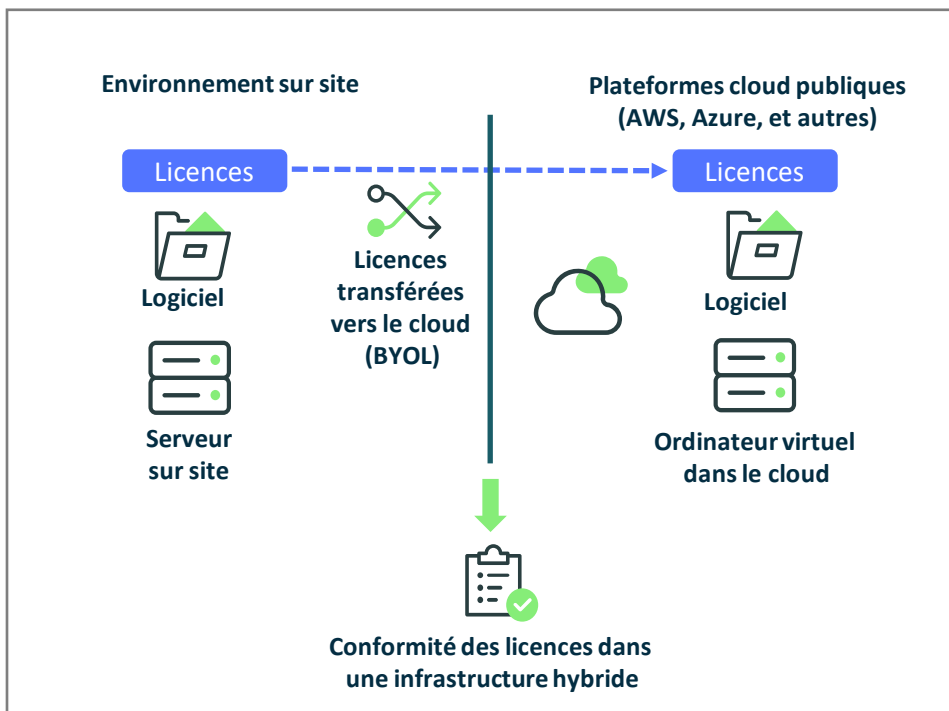 Environnement sur site
Plateformes cloud publiques
(AWS, Azure, et autres)
Licences
Licences
Logiciel
Licences
transférées
vers le cloud
(BYOL)
Logiciel
Serveur
sur site
Ordinateur virtuel
dans le cloud
Conformité des licences dans
une infrastructure hybride